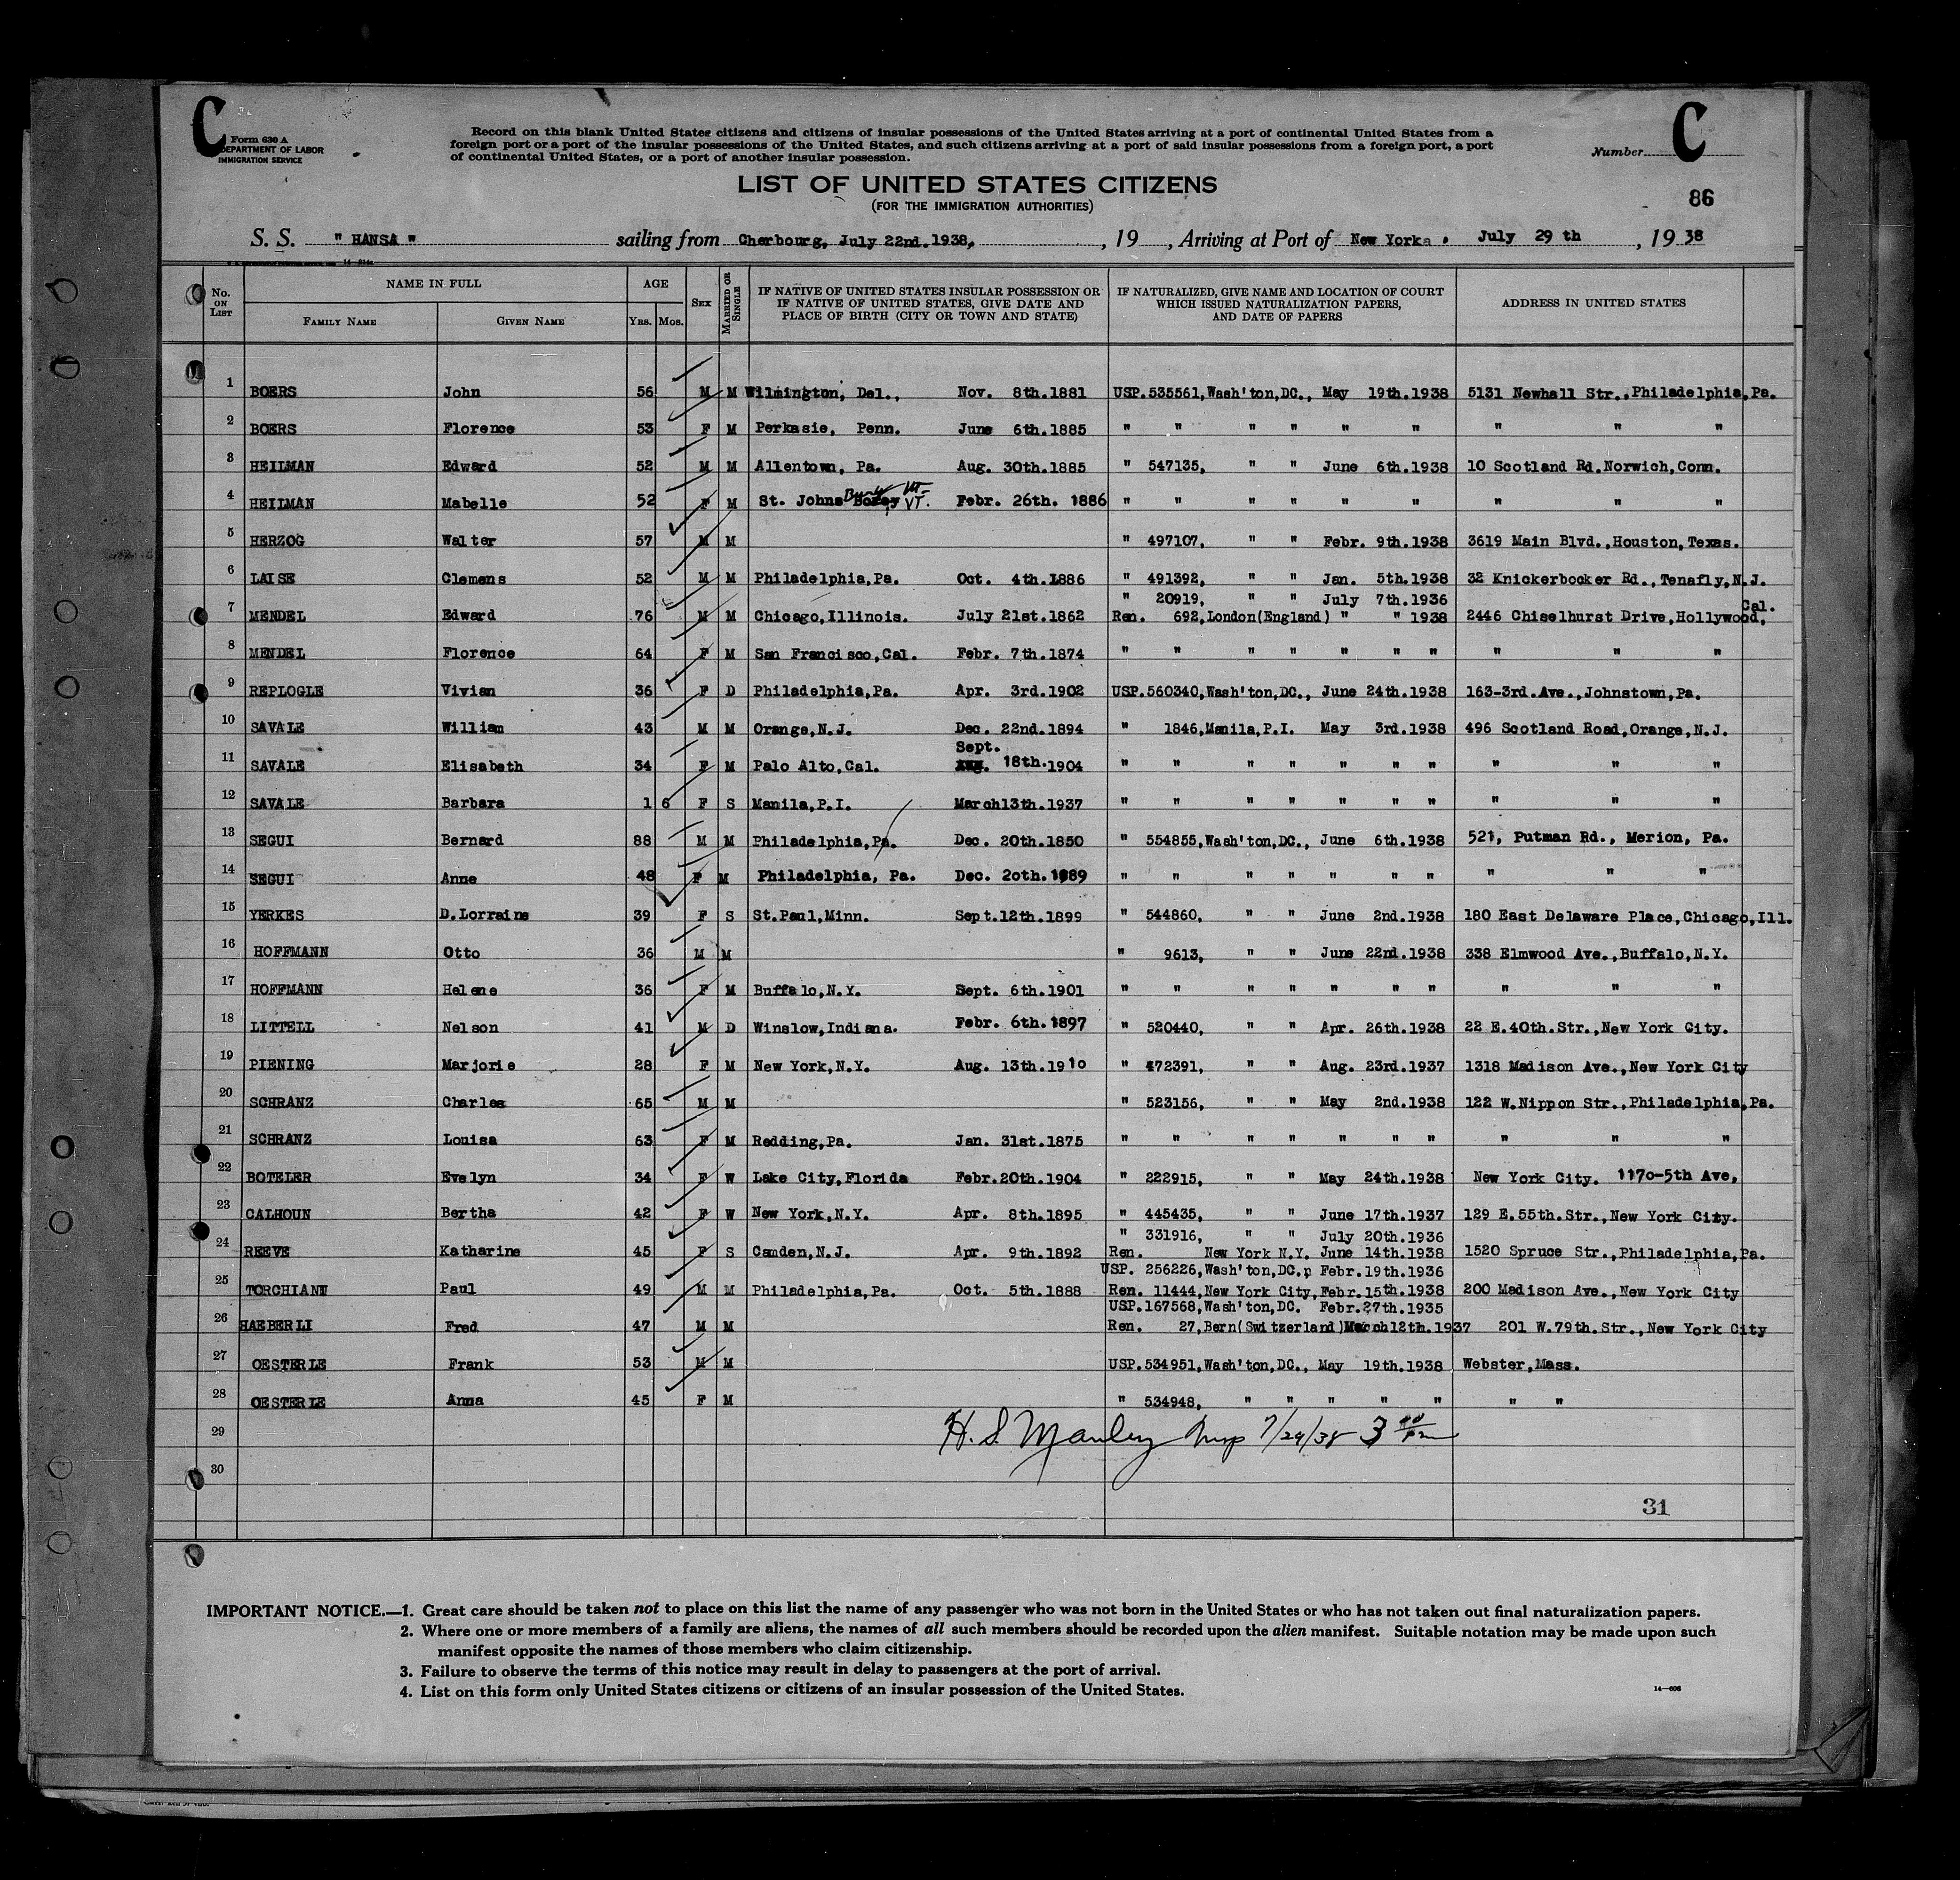 C C
Form 630 A
DEPARTMENT OF LABOR
IMMIGRATION SERVICE
Record on this blank United States citizens and citizens of insular possessions of the United States arriving at a port of continental United States from a
foreign port or a port of the insular possessions of the United States, and such citizens arriving at a port of said insular possessions from a foreign port, a port
of continental United States, or a port of another insular possession.
Number
LIST OF UNITED STATES CITIZENS
(FOR THE IMMIGRATION AUTHORITIES)
86
S. S. " HANSA " sailing from Cherbourg, July 22nd. 1938, , 19 , Arriving at Port of New York , July 29 th , 19 38
No. ON LIST
NAME IN FULL
FAMILY NAME GIVEN NAME
AGE
YRS. MOS.
SEX
MARRIED OR SINGLE
IF NATIVE OF UNITED STATES INSULAR POSSESSION OR
IF NATIVE OF UNITED STATES, GIVE DATE AND
PLACE OF BIRTH (CITY OR TOWN AND STATE)
IF NATURALIZED, GIVE NAME AND LOCATION OF COURT
WHICH ISSUED NATURALIZATION PAPERS,
AND DATE OF PAPERS
ADDRESS IN UNITED STATES
1 BOERS John 56 M M Wilmington, Del., Nov. 8th.1881 USP.535561,Wash'ton,DC., May 19th.1938 5131 Newhall Str.,Philadelphia,Pa.
2 BOERS Florence 53 F M Perkasie, Penn. June 6th.1885 " " " " " " " " "
3 HEILMAN Edward 52 M M Allentown, Pa. Aug. 30th.1885 " 547135, " " June 6th.1938 10 Scotland Rd.Norwich,Conn.
4 HEILMAN Mabelle 52 F M St. Johns Bury Vt. VT. Febr. 26th. 1886 " " " " " " " " "
5 HERZOG Walter 57 M M " 497107, " " Febr. 9th.1938 3619 Main Blvd.,Houston,Texas.
6 LAISE Clemens 52 M M Philadelphia,Pa. Oct. 4th.1886 " 491392, " " Jan. 5th.1938 32 Knickerbocker Rd.,Tenafly,N.J.
" 20919, " " July 7th.1936
7 MENDEL Edward 76 M M Chicago,Illinois. July 21st.1862 Ren. 692,London(England) " " 1938 2446 Chiselhurst Drive,Hollywood, Cal.
8 MENDEL Florence 64 F M San Francisco,Cal. Febr. 7th.1874 " " " " " " " " " "
9 REPLOGLE Vivian 36 F D Philadelphia,Pa. Apr. 3rd.1902 USP.560340,Wash'ton,DC., June 24th.1938 163-3rd.Ave.,Johnstown,Pa.
10 SAVALE William 43 M M Orange,N.J. Dec. 22nd.1894 " 1846,Manila,P.I. May 3rd.1938 496 Scotland Road,Orange,N.J.
11 SAVALE Elisabeth 34 F M Palo Alto,Cal. Sept. 18th.1904 " " " " " " " " " "
12 SAVALE Barbara 1 6 F S Manila,P.I. March13th.1937 " " " " " " " " " "
13 SEGUI Bernard 88 M M Philadelphia,Pa. Dec. 20th.1850 " 554855,Wash'ton,DC., June 6th.1938 521, Putman Rd., Merion, Pa.
14 SEGUI Anne 48 F M Philadelphia, Pa. Dec. 2oth.1889 " " " " " " " " " "
15 YERKES D.Lorraine 39 F S St.Paul,Minn. Sept.12th.1899 " 544860, " " June 2nd.1938 180 East Delaware Place,Chicago,Ill.
16 HOFFMANN Otto 36 M M " 9613, " " June 22nd.1938 338 Elmwood Ave.,Buffalo,N.Y.
17 HOFFMANN Helene 36 F M Buffalo,N.Y. Sept. 6th.1901 " " " " " " " " " "
18 LITTELL Nelson 41 M D Winslow,Indiana. Febr. 6th.1897 " 520440, " " Apr. 26th.1938 22 E.40th.Str.,New York City.
19 PIENING Marjorie 28 F M New York,N.Y. Aug. 13th.1910 " 472391, " " Aug. 23rd.1937 1318 Madison Ave.,New York City
20 SCHRANZ Charles 65 M M " 523156, " " May 2nd.1938 122 W.Nippon Str.,Philadelphia,Pa.
21 SCHRANZ Louisa 63 F M Redding,Pa. Jan. 31st.1875 " " " " " " " " " "
22 BOTELER Evelyn 34 F W Lake City,Florida Febr.20th.1904 " 222915, " " May 24th.1938 New York City. 1170-5th Ave,
23 CALHOUN Bertha 42 F W New York,N.Y. Apr. 8th.1895 " 445435, " " June 17th.1937 129 E.55th.Str.,New York City.
" 331916, " " July 20th.1936
24 REEVE Katharine 45 F S Camden,N.J. Apr. 9th.1892 Ren. New York N.Y. June 14th.1938 1520 Spruce Str.,Philadelphia,Pa.
USP. 256226,Wash'ton,DC., Febr.19th.1936
25 TORCHIANI Paul 49 M M Philadelphia,Pa. Oct. 5th.1888 Ren. 11444,New York City,Febr.15th.1938 200 Madison Ave.,New York City
USP.167568,Wash'ton,DC. Febr.27th.1935
26 HAEBERLI Fred 47 M M Ren. 27,Bern(Switzerland)March12th.1937 201 W.79th.Str.,New York City
27 OESTERLE Frank 53 M M USP.534951,Wash'ton,DC., May 19th.1938 Webster,Mass.
28 OESTERLE Anna 45 F M " 534948, " " " " " " "
29 H. S. Manley Insp 7/29/38 3 40 pm
30
31
IMPORTANT NOTICE.—1. Great care should be taken not to place on this list the name of any passenger who was not born in the United States or who has not taken out final naturalization papers.
2. Where one or more members of a family are aliens, the names of all such members should be recorded upon the alien manifest. Suitable notation may be made upon such
manifest opposite the names of those members who claim citizenship.
3. Failure to observe the terms of this notice may result in delay to passengers at the port of arrival.
4. List on this form only United States citizens or citizens of an insular possession of the United States.
14—606